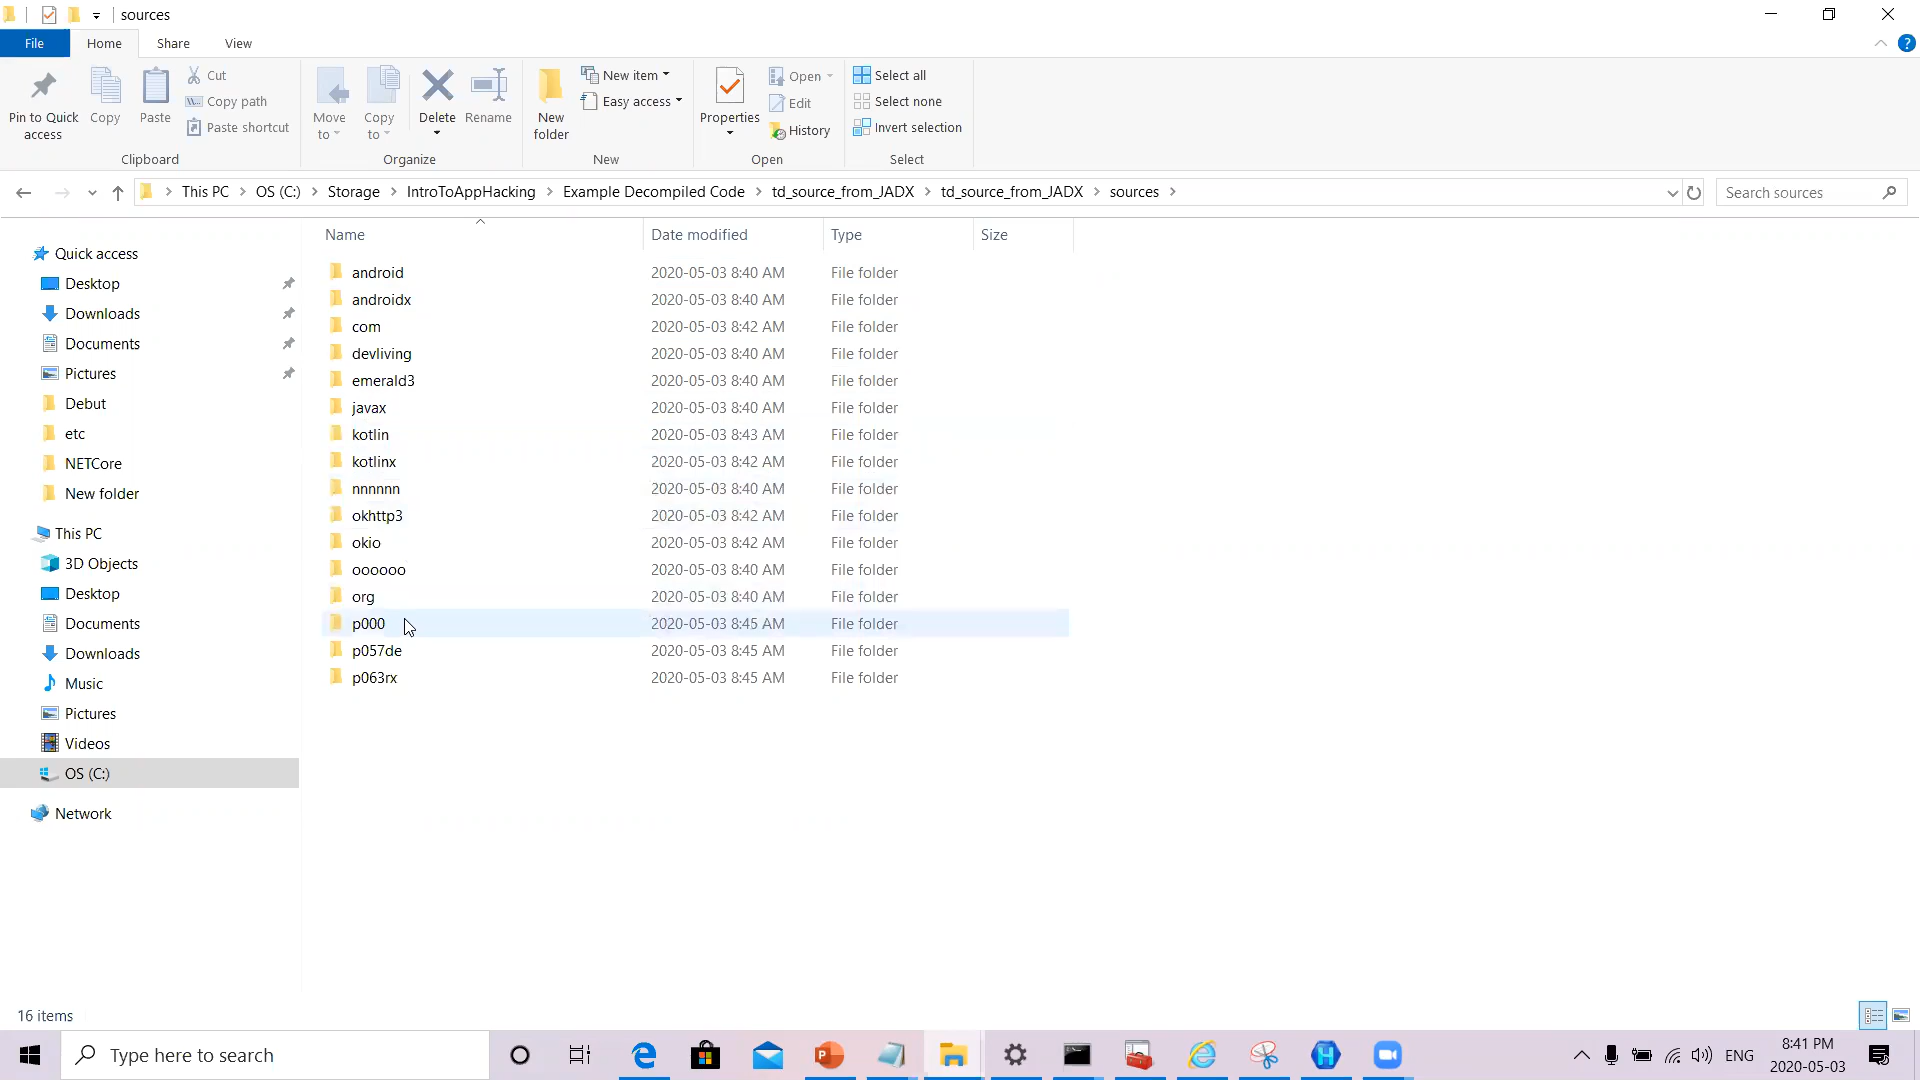 sources
File Home Share View
Pin to Quick access
Copy
Paste
Cut
Copy path
Paste shortcut
Clipboard
Move to
Copy to
Delete
Rename
Organize
New folder
New item
Easy access
New
Properties
Open
Edit
History
Open
Select all
Select none
Invert selection
Select
This PC > OS (C:) > Storage > IntroToAppHacking > Example Decompiled Code > td_source_from_JADX > td_source_from_JADX > sources >
Search sources
Quick access
Desktop
Downloads
Documents
Pictures
Debut
etc
NETCore
New folder
This PC
3D Objects
Desktop
Documents
Downloads
Music
Pictures
Videos
OS (C:)
Network
Name Date modified Type Size
android 2020-05-03 8:40 AM File folder
androidx 2020-05-03 8:40 AM File folder
com 2020-05-03 8:42 AM File folder
devliving 2020-05-03 8:40 AM File folder
emerald3 2020-05-03 8:40 AM File folder
javax 2020-05-03 8:40 AM File folder
kotlin 2020-05-03 8:43 AM File folder
kotlinx 2020-05-03 8:42 AM File folder
nnnnnn 2020-05-03 8:40 AM File folder
okhttp3 2020-05-03 8:42 AM File folder
okio 2020-05-03 8:42 AM File folder
oooooo 2020-05-03 8:40 AM File folder
org 2020-05-03 8:40 AM File folder
p000 2020-05-03 8:45 AM File folder
p057de 2020-05-03 8:45 AM File folder
p063rx 2020-05-03 8:45 AM File folder
16 items
Type here to search
ENG
8:41 PM
2020-05-03